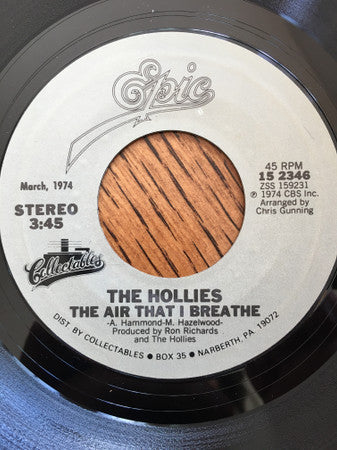 Epic
March, 1974
STEREO
3:45
45 RPM
15 2346
ZSS 159231
Ⓟ 1974 CBS Inc.
Arranged by
Chris Gunning
Collectables
THE HOLLIES
THE AIR THAT I BREATHE
-A. Hammond-M. Hazelwood-
Produced by Ron Richards
and The Hollies
DIST. BY COLLECTABLES ● BOX 35 ● NARBERTH, PA 19072